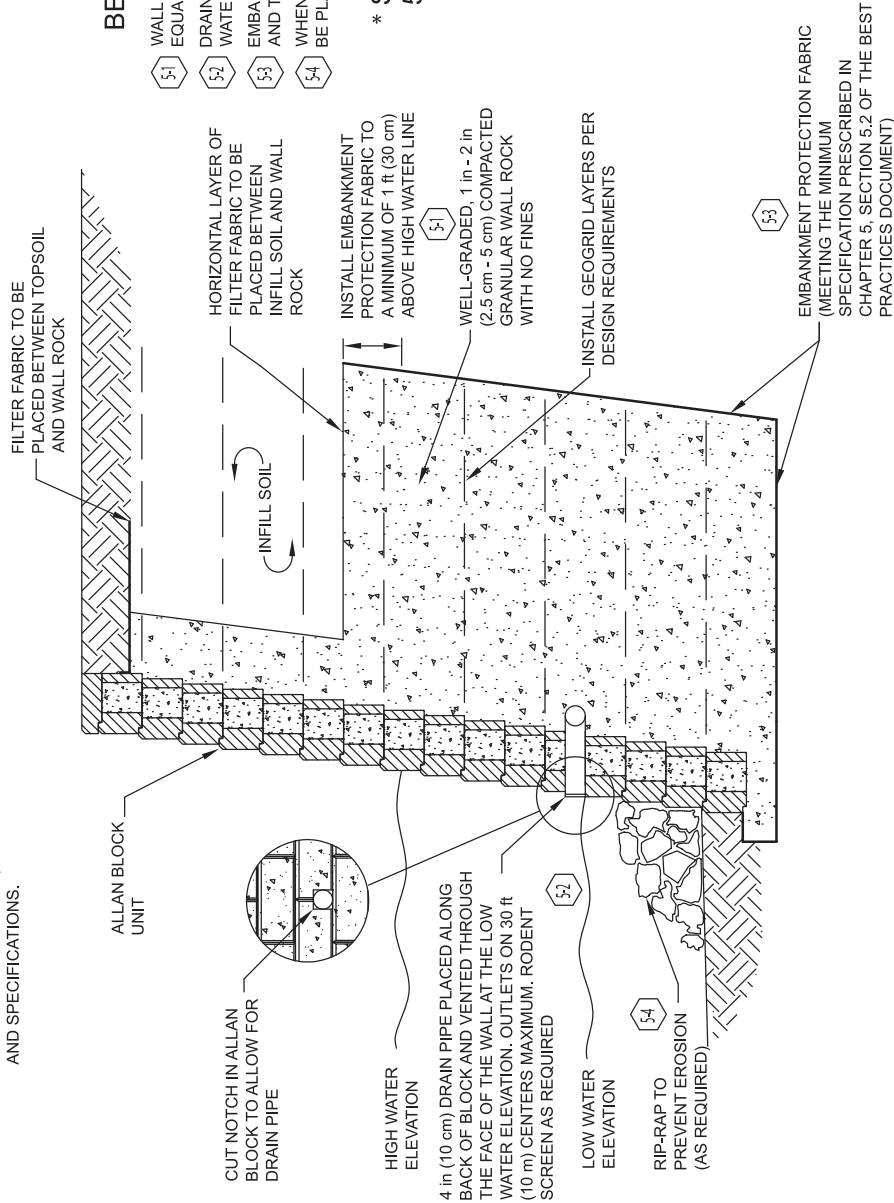 AND SPECIFICATIONS.
FILTER FABRIC TO BE
PLACED BETWEEN TOPSOIL
AND WALL ROCK
ALLAN BLOCK
UNIT
CUT NOTCH IN ALLAN
BLOCK TO ALLOW FOR
DRAIN PIPE
HIGH WATER
ELEVATION
4 in (10 cm) DRAIN PIPE PLACED ALONG
BACK OF BLOCK AND VENTED THROUGH
THE FACE OF THE WALL AT THE LOW
WATER ELEVATION. OUTLETS ON 30 ft
(10 m) CENTERS MAXIMUM. RODENT
SCREEN AS REQUIRED
5-2
LOW WATER
ELEVATION
5-4
RIP-RAP TO
PREVENT EROSION
(AS REQUIRED)
INFILL SOIL
HORIZONTAL LAYER OF
FILTER FABRIC TO BE
PLACED BETWEEN
INFILL SOIL AND WALL
ROCK
INSTALL EMBANKMENT
PROTECTION FABRIC TO
A MINIMUM OF 1 ft (30 cm)
ABOVE HIGH WATER LINE
5-1
WELL-GRADED, 1 in - 2 in
(2.5 cm - 5 cm) COMPACTED
GRANULAR WALL ROCK
WITH NO FINES
INSTALL GEOGRID LAYERS PER
DESIGN REQUIREMENTS
5-3
EMBANKMENT PROTECTION FABRIC
(MEETING THE MINIMUM
SPECIFICATION PRESCRIBED IN
CHAPTER 5, SECTION 5.2 OF THE BEST
PRACTICES DOCUMENT)
BE
5-1 WALL
EQUA
5-2 DRAIN
WATE
5-3 EMBA
AND T
5-4 WHEN
BE PL
* S